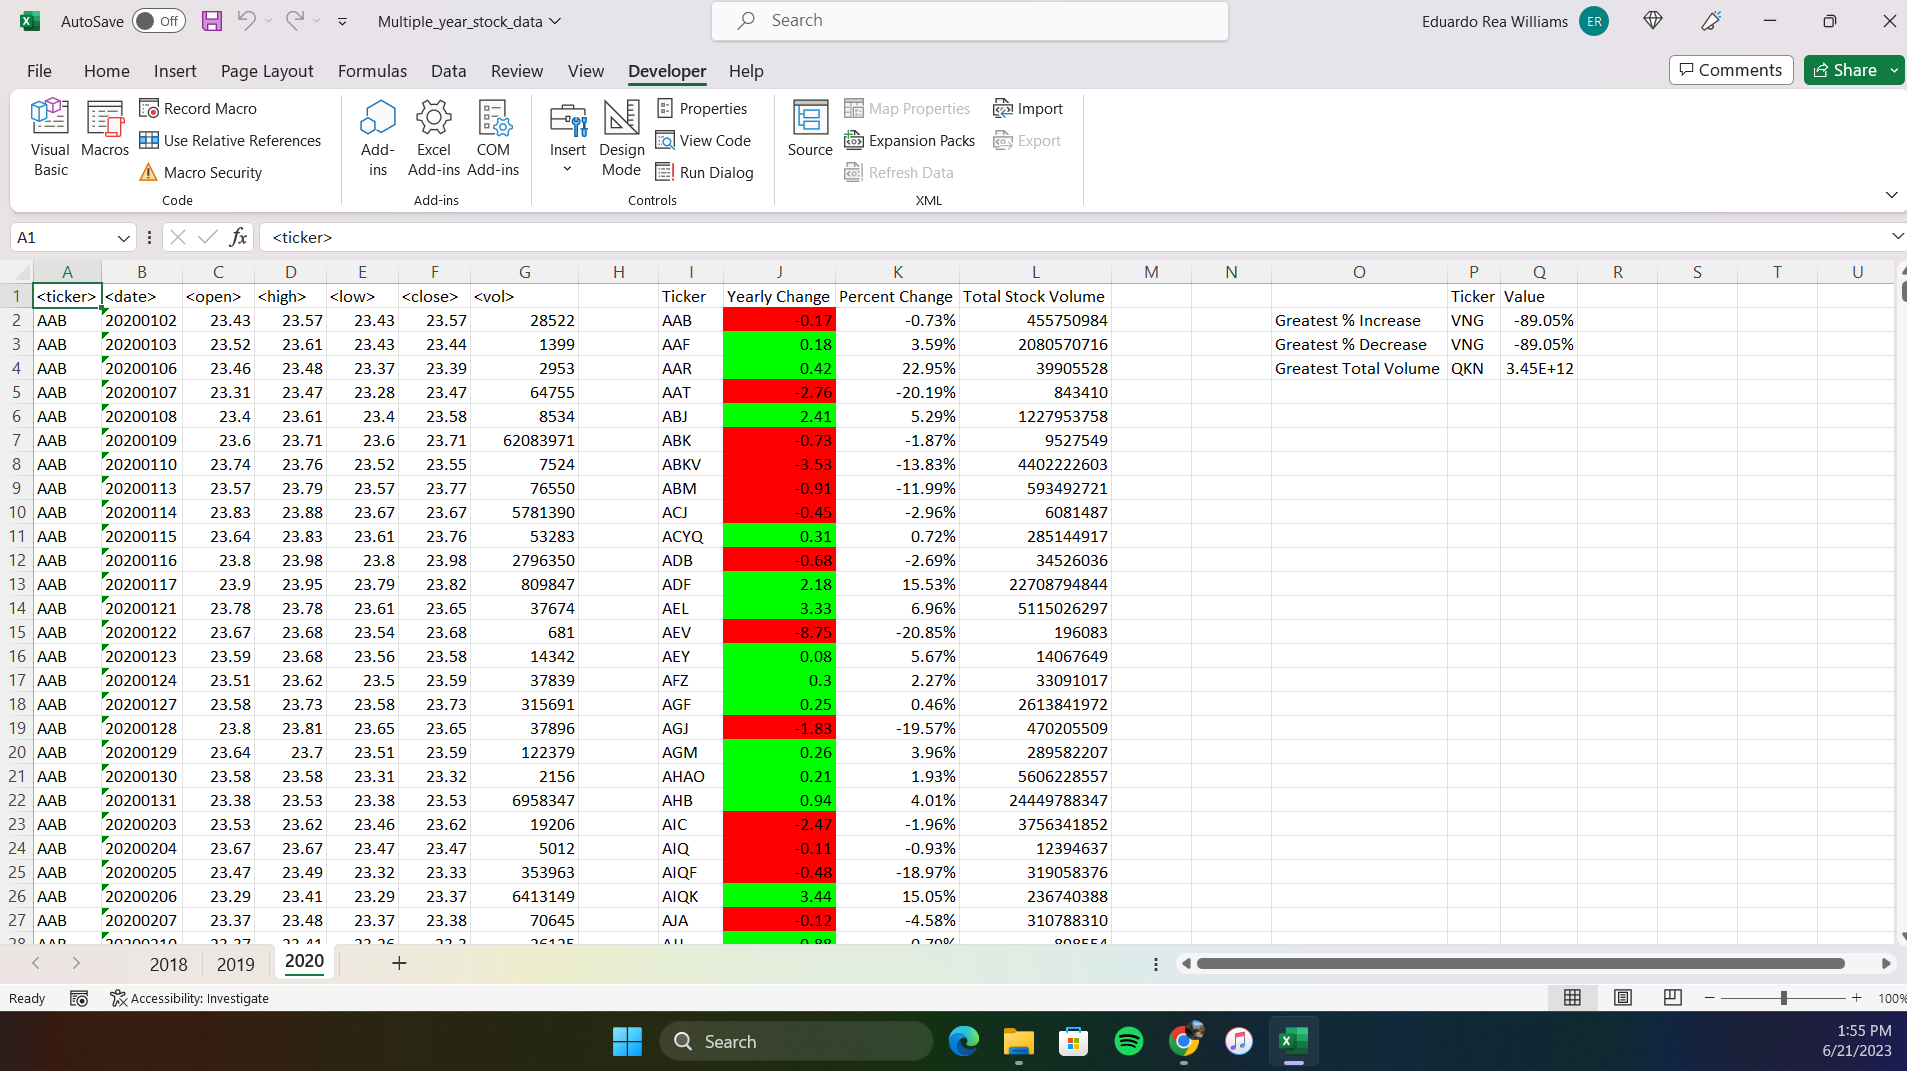 AutoSave Off Multiple_year_stock_data Search Eduardo Rea Williams ER
File Home Insert Page Layout Formulas Data Review View Developer Help Comments Share
Visual Basic
Macros
Record Macro
Use Relative References
Macro Security
Code
Add-ins
Excel Add-ins
COM Add-ins
Add-ins
Insert
Design Mode
Properties
View Code
Run Dialog
Controls
Source
Map Properties
Expansion Packs
Refresh Data
Import
Export
XML
A1 fx <ticker>
A B C D E F G H I J K L M N O P Q R S T U
1 <ticker> <date> <open> <high> <low> <close> <vol> Ticker Yearly Change Percent Change Total Stock Volume Ticker Value
2 AAB 20200102 23.43 23.57 23.43 23.57 28522 AAB -0.17 -0.73% 455750984 Greatest % Increase VNG -89.05%
3 AAB 20200103 23.52 23.61 23.43 23.44 1399 AAF 0.18 3.59% 2080570716 Greatest % Decrease VNG -89.05%
4 AAB 20200106 23.46 23.48 23.37 23.39 2953 AAR 0.42 22.95% 39905528 Greatest Total Volume QKN 3.45E+12
5 AAB 20200107 23.31 23.47 23.28 23.47 64755 AAT -2.76 -20.19% 843410
6 AAB 20200108 23.4 23.61 23.4 23.58 8534 ABJ 2.41 5.29% 1227953758
7 AAB 20200109 23.6 23.71 23.6 23.71 62083971 ABK -0.73 -1.87% 9527549
8 AAB 20200110 23.74 23.76 23.52 23.55 7524 ABKV -3.53 -13.83% 4402222603
9 AAB 20200113 23.57 23.79 23.57 23.77 76550 ABM -0.91 -11.99% 593492721
10 AAB 20200114 23.83 23.88 23.67 23.67 5781390 ACJ -0.45 -2.96% 6081487
11 AAB 20200115 23.64 23.83 23.61 23.76 53283 ACYQ 0.31 0.72% 285144917
12 AAB 20200116 23.8 23.98 23.8 23.98 2796350 ADB -0.68 -2.69% 34526036
13 AAB 20200117 23.9 23.95 23.79 23.82 809847 ADF 2.18 15.53% 22708794844
14 AAB 20200121 23.78 23.78 23.61 23.65 37674 AEL 3.33 6.96% 5115026297
15 AAB 20200122 23.67 23.68 23.54 23.68 681 AEV -8.75 -20.85% 196083
16 AAB 20200123 23.59 23.68 23.56 23.58 14342 AEY 0.08 5.67% 14067649
17 AAB 20200124 23.51 23.62 23.5 23.59 37839 AFZ 0.3 2.27% 33091017
18 AAB 20200127 23.58 23.73 23.58 23.73 315691 AGF 0.25 0.46% 2613841972
19 AAB 20200128 23.8 23.81 23.65 23.65 37896 AGJ -1.83 -19.57% 470205509
20 AAB 20200129 23.64 23.7 23.51 23.59 122379 AGM 0.26 3.96% 289582207
21 AAB 20200130 23.58 23.58 23.31 23.32 2156 AHAO 0.21 1.93% 5606228557
22 AAB 20200131 23.38 23.53 23.38 23.53 6958347 AHB 0.94 4.01% 24449788347
23 AAB 20200203 23.53 23.62 23.46 23.62 19206 AIC -2.47 -1.96% 3756341852
24 AAB 20200204 23.67 23.67 23.47 23.47 5012 AIQ -0.11 -0.93% 12394637
25 AAB 20200205 23.47 23.49 23.32 23.33 353963 AIQF -0.48 -18.97% 319058376
26 AAB 20200206 23.29 23.41 23.29 23.37 6413149 AIQK 3.44 15.05% 236740388
27 AAB 20200207 23.37 23.48 23.37 23.38 70645 AJA -0.12 -4.58% 310788310
28 AAB 20200210
2018 2019 2020
Ready Accessibility: Investigate 100%
Search
1:55 PM
6/21/2023